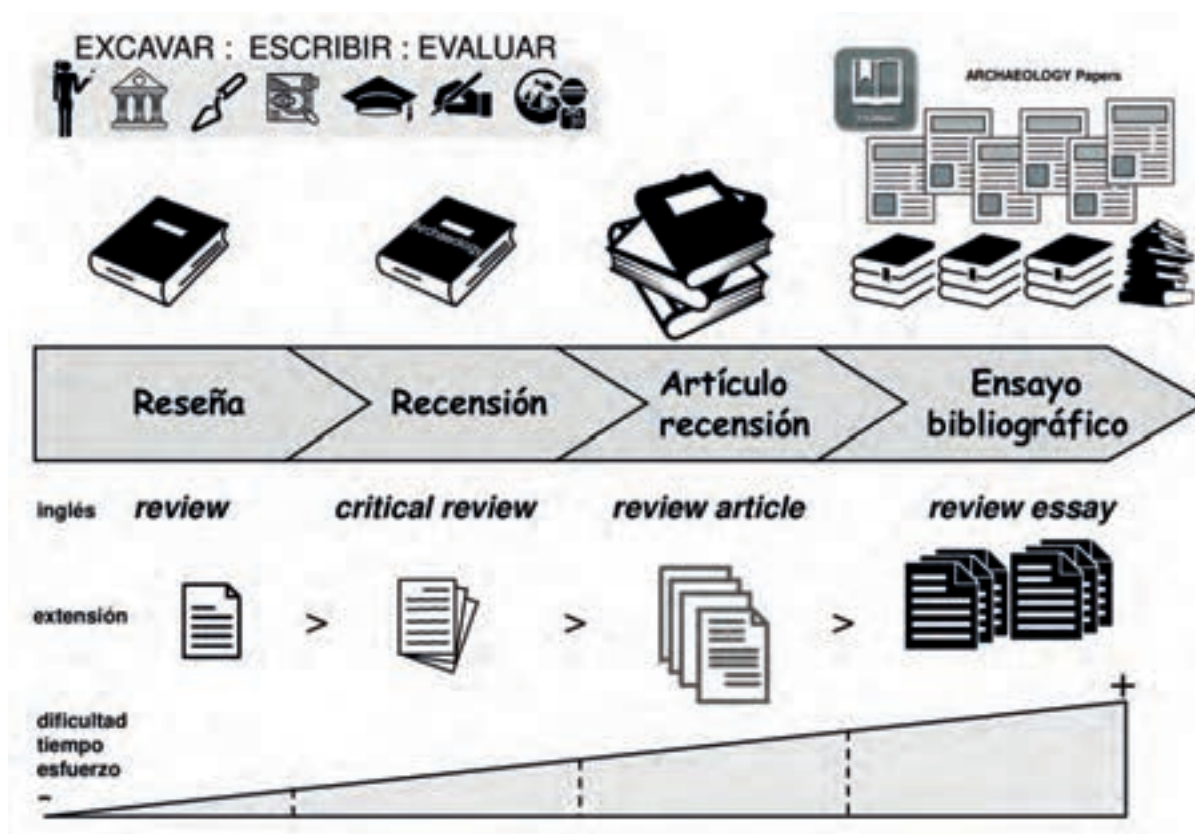 EXCAVAR : ESCRIBIR : EVALUAR
ARCHAEOLOGY Papers
Archaeology
Reseña
Recensión
Artículo
recensión
Ensayo
bibliográfico
inglés
review
critical review
review article
review essay
extensión
>
>
>
+
dificultad
tiempo
esfuerzo
-